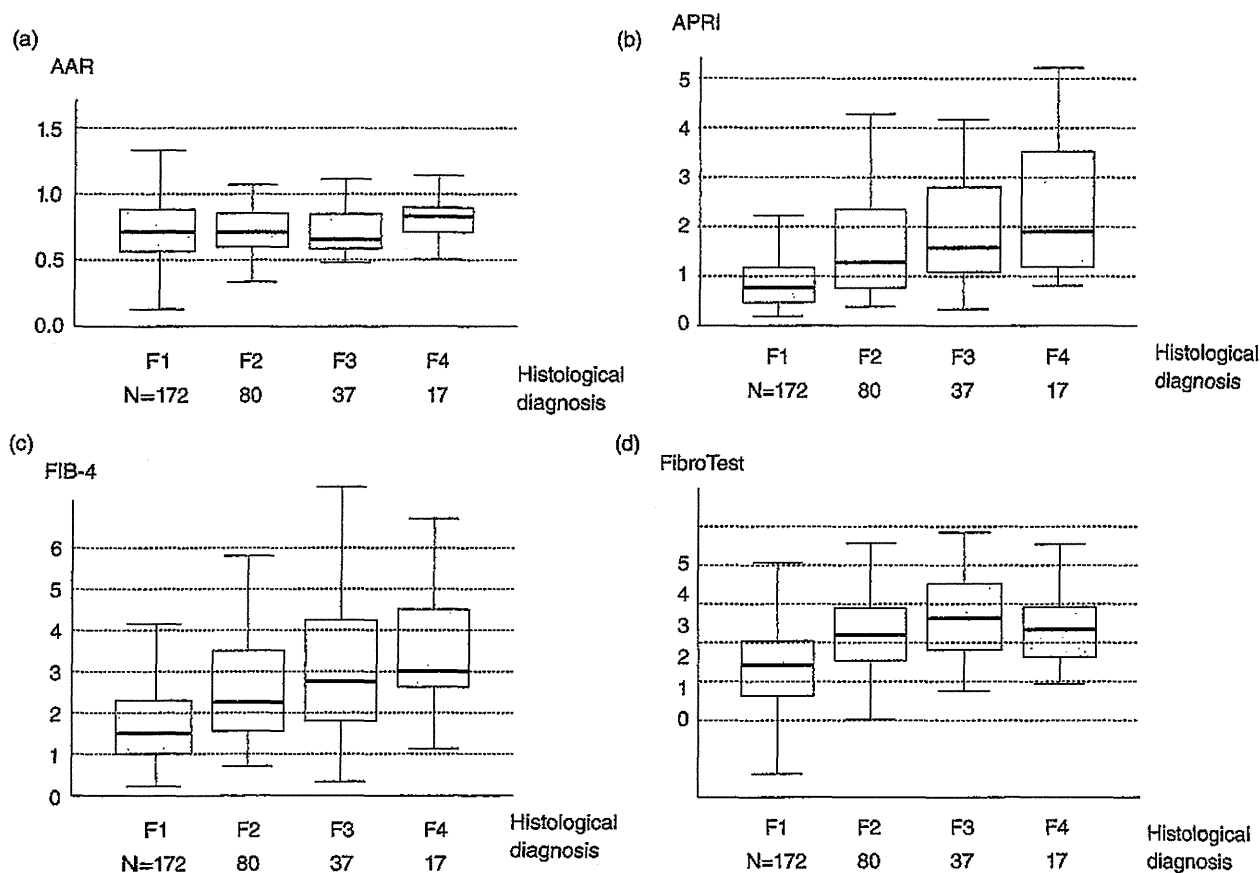 (a)
AAR
1.5
1.0
0.5
0.0
F1 F2 F3 F4 Histological
N=172 80 37 17 diagnosis
(b)
APRI
5
4
3
2
1
0
F1 F2 F3 F4 Histological
N=172 80 37 17 diagnosis
(c)
FIB-4
6
5
4
3
2
1
0
F1 F2 F3 F4 Histological
N=172 80 37 17 diagnosis
(d)
FibroTest
5
4
3
2
1
0
F1 F2 F3 F4 Histological
N=172 80 37 17 diagnosis